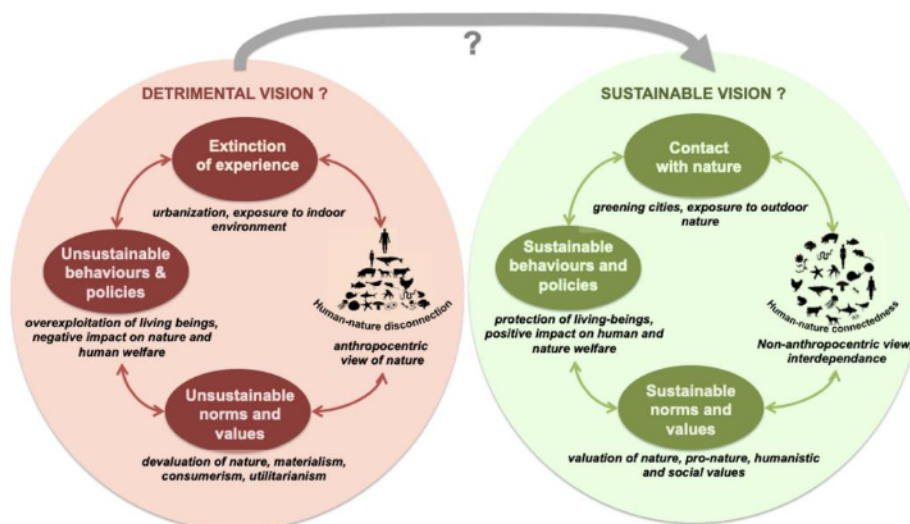 ?
DETRIMENTAL VISION ?
Extinction
of experience
urbanization, exposure to indoor
environment
Unsustainable
behaviours &
policies
overexploitation of living beings,
negative impact on nature and
human welfare
Human-nature disconnection
anthropocentric
view of nature
Unsustainable
norms and
values
devaluation of nature, materialism,
consumerism, utilitarianism
SUSTAINABLE VISION ?
Contact
with nature
greening cities, exposure to outdoor
nature
Sustainable
behaviours and
policies
protection of living-beings,
positive impact on human and
nature welfare
Human-nature connectedness
Non-anthropocentric view,
interdependance
Sustainable
norms and
values
valuation of nature, pro-nature, humanistic
and social values